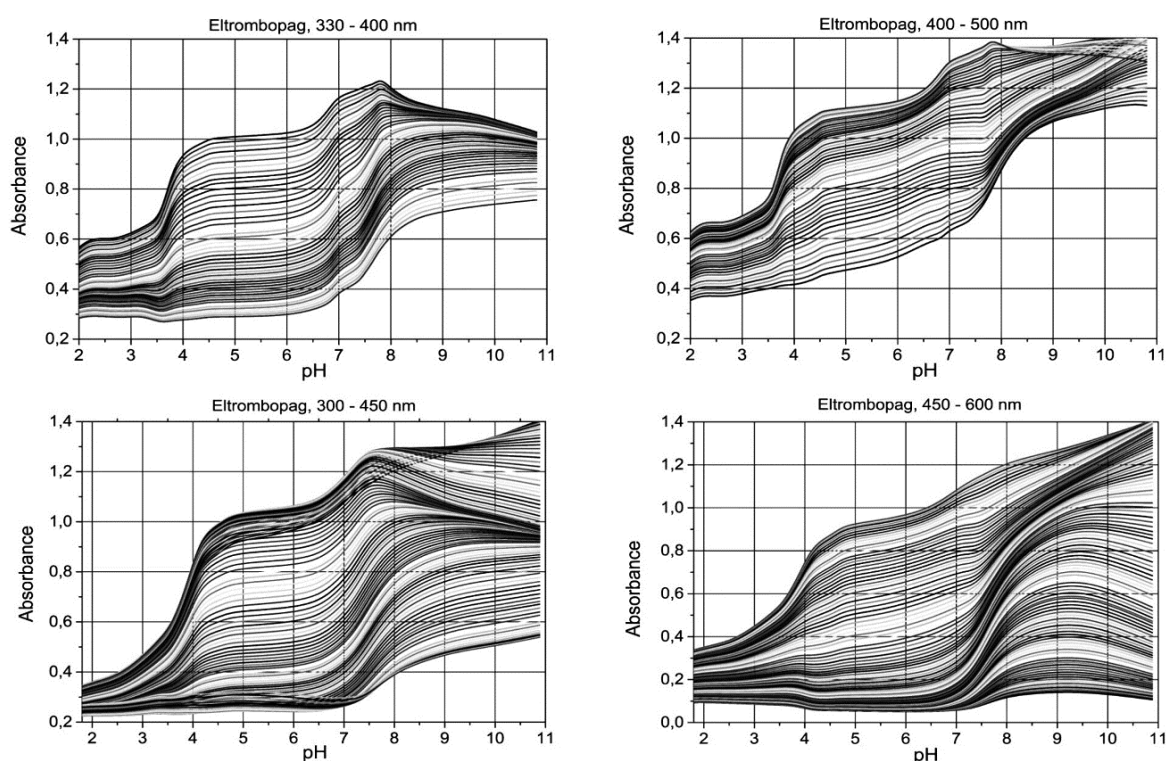 Eltrombopag, 330 - 400 nm
1,4
1,2
1,0
0,8
0,6
0,4
0,2
Absorbance
2 3 4 5 6 7 8 9 10 11
pH
Eltrombopag, 400 - 500 nm
1,4
1,2
1,0
0,8
0,6
0,4
0,2
Absorbance
2 3 4 5 6 7 8 9 10 11
pH
Eltrombopag, 300 - 450 nm
1,4
1,2
1,0
0,8
0,6
0,4
0,2
Absorbance
2 3 4 5 6 7 8 9 10 11
pH
Eltrombopag, 450 - 600 nm
1,4
1,2
1,0
0,8
0,6
0,4
0,2
0,0
Absorbance
2 3 4 5 6 7 8 9 10 11
pH